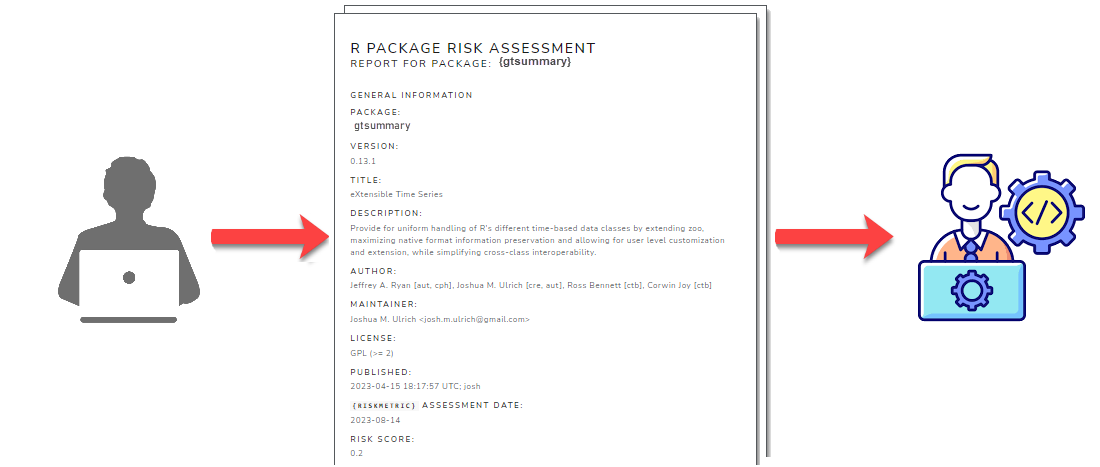 R PACKAGE RISK ASSESSMENT
REPORT FOR PACKAGE: {gtsummary}
GENERAL INFORMATION
PACKAGE:
gtsummary
VERSION:
0.13.1
TITLE:
eXtensible Time Series
DESCRIPTION:
Provide for uniform handling of R's different time-based data classes by extending zoo,
maximizing native format information preservation and allowing for user level customization
and extension, while simplifying cross-class interoperability.
AUTHOR:
Jeffrey A. Ryan [aut, cph], Joshua M. Ulrich [cre, aut], Ross Bennett [ctb], Corwin Joy [ctb]
MAINTAINER:
Joshua M. Ulrich <josh.m.ulrich@gmail.com>
LICENSE:
GPL (>= 2)
PUBLISHED:
2023-04-15 18:17:57 UTC; josh
{RISKMETRIC} ASSESSMENT DATE:
2023-08-14
RISK SCORE:
0.2